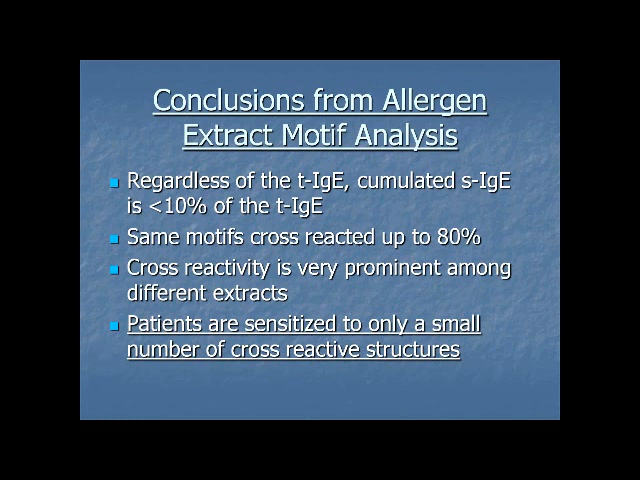 Conclusions from Allergen
Extract Motif Analysis
Regardless of the t-IgE, cumulated s-IgE
is <10% of the t-IgE
Same motifs cross reacted up to 80%
Cross reactivity is very prominent among
different extracts
Patients are sensitized to only a small
number of cross reactive structures